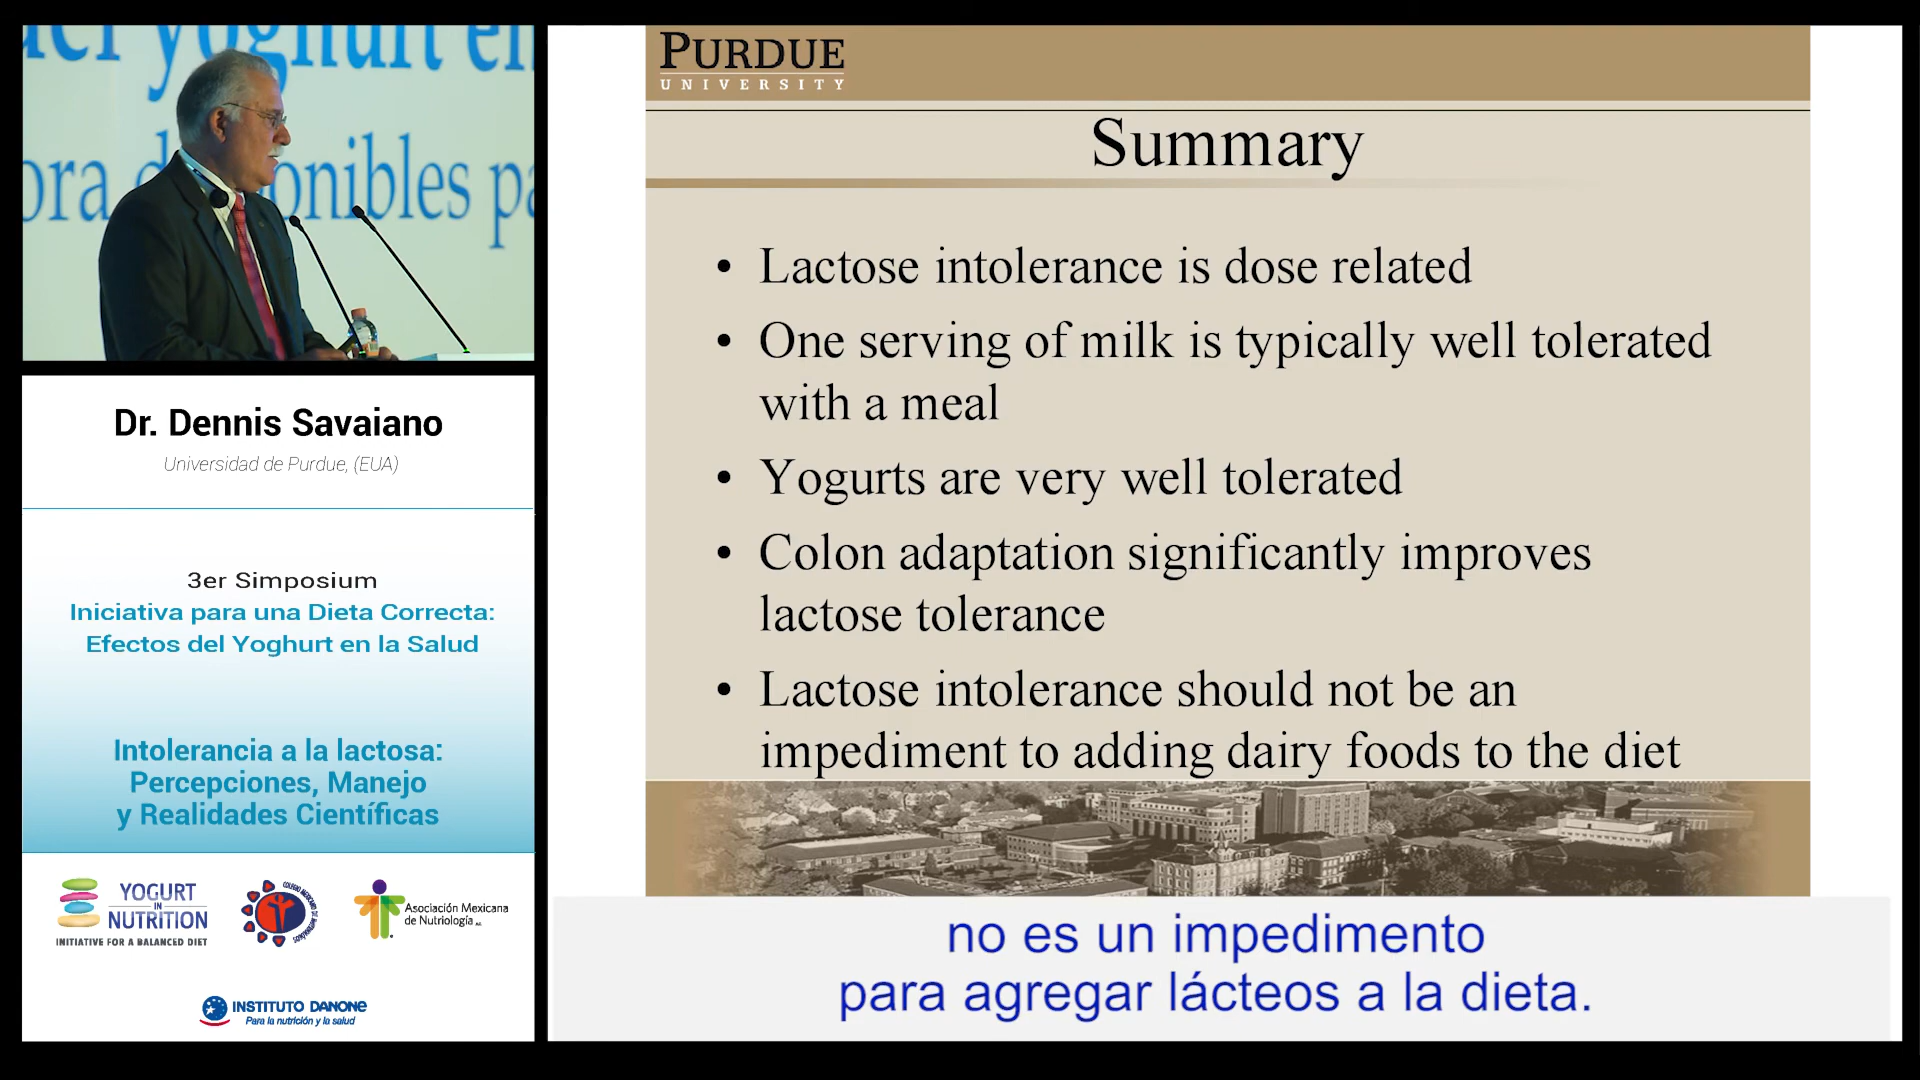 del yoghurt en
ora disponibles pa
Dr. Dennis Savaiano
Universidad de Purdue, (EUA)
3er Simposium
Iniciativa para una Dieta Correcta:
Efectos del Yoghurt en la Salud
Intolerancia a la lactosa:
Percepciones, Manejo
y Realidades Científicas
YOGURT
IN
NUTRITION
INITIATIVE FOR A BALANCED DIET
Asociación Mexicana
de Nutriología A.C.
INSTITUTO DANONE
Para la nutrición y la salud
PURDUE
UNIVERSITY
Summary
• Lactose intolerance is dose related
• One serving of milk is typically well tolerated
with a meal
• Yogurts are very well tolerated
• Colon adaptation significantly improves
lactose tolerance
• Lactose intolerance should not be an
impediment to adding dairy foods to the diet
no es un impedimento
para agregar lácteos a la dieta.